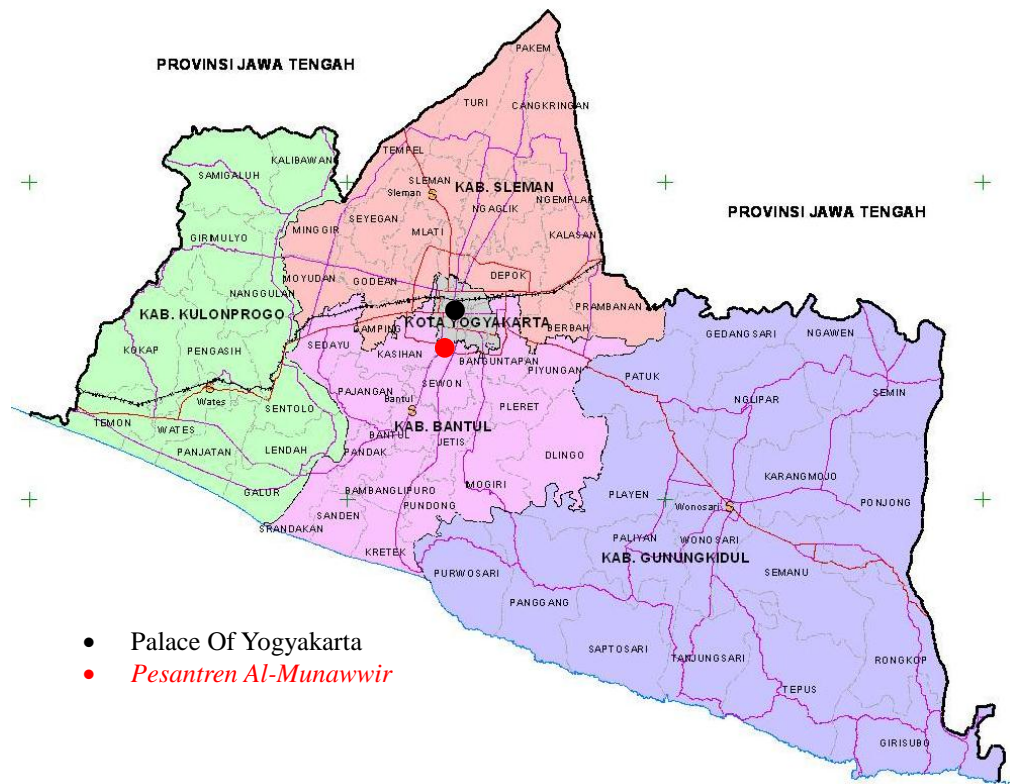 PAKEM
PROVINSI JAWA TENGAH
TURI
CANGKRINGAN
TEMPEL
KALIBAWANG
SAMIGALUH
SLEMAN
Sleman
KAB. SLEMAN
NGAGLIK
NGEMPLAK
PROVINSI JAWA TENGAH
SEYEGAN
MINGGIR
MLATI
KALASAN
GIRIMULYO
MOYUDAN
GODEAN
DEPOK
NANGGULAN
PRAMBANAN
KAB. KULONPROGO
KOTA YOGYAKARTA
GAMPING
BERBAH
GEDANGSARI
NGAWEN
SEDAYU
KASIHAN
BANGUNTAPAN
KOKAP
PENGASIH
PIYUNGAN
PATUK
SEWON
PAJANGAN
Wates
NGLIPAR
SEMIN
SENTOLO
Bantul
PLERET
TEMON
WATES
KAB. BANTUL
BANTUL
JETIS
PANJATAN
LENDAH
PANDAK
DLINGO
KARANGMOJO
GALUR
BAMBANGLIPURO
MOGIRI
PLAYEN
PONJONG
SANDEN
PUNDONG
Wonosari
SRANDAKAN
PALIYAN
WONOSARI
KRETEK
KAB. GUNUNGKIDUL
PURWOSARI
SEMANU
PANGGANG
SAPTOSARI
TANJUNGSARI
RONGKOP
TEPUS
GIRISUBO
• Palace Of Yogyakarta
• Pesantren Al-Munawwir